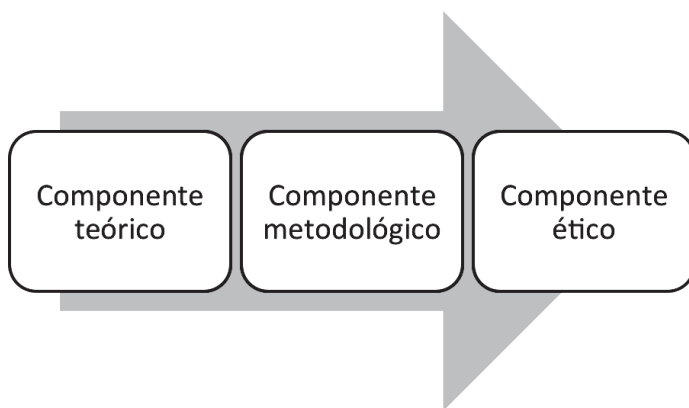 Componente
teórico
Componente
metodológico
Componente
ético